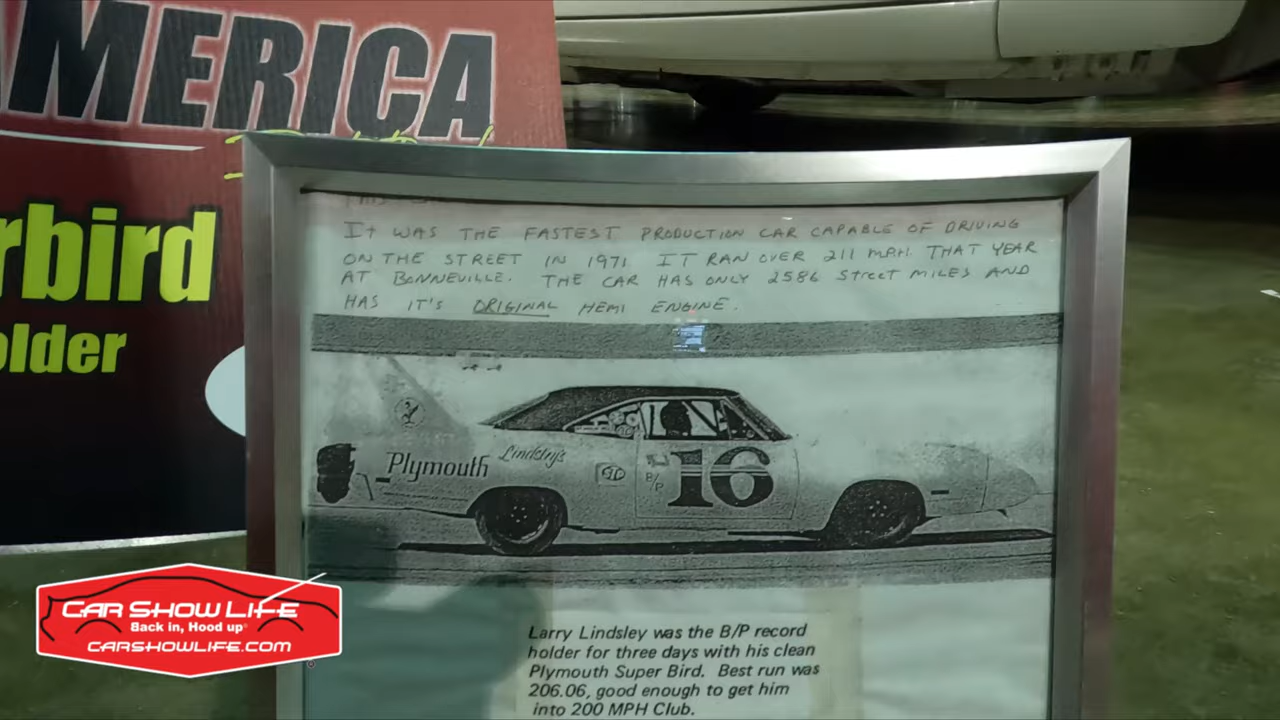 MERICA
rbird
older
IT WAS THE FASTEST PRODUCTION CAR CAPABLE OF DRIVING
ON THE STREET IN 1971. IT RAN OVER 211 M.P.H. THAT YEAR
AT BONNEVILLE. THE CAR HAS ONLY 2586 STREET MILES AND
HAS IT'S ORIGINAL HEMI ENGINE.
Plymouth
Lindsley's
STP
B/P
16
Larry Lindsley was the B/P record
holder for three days with his clean
Plymouth Super Bird. Best run was
206.06, good enough to get him
into 200 MPH Club.
CAR SHOW LIFE
Back in, Hood up
CARSHOWLIFE.COM